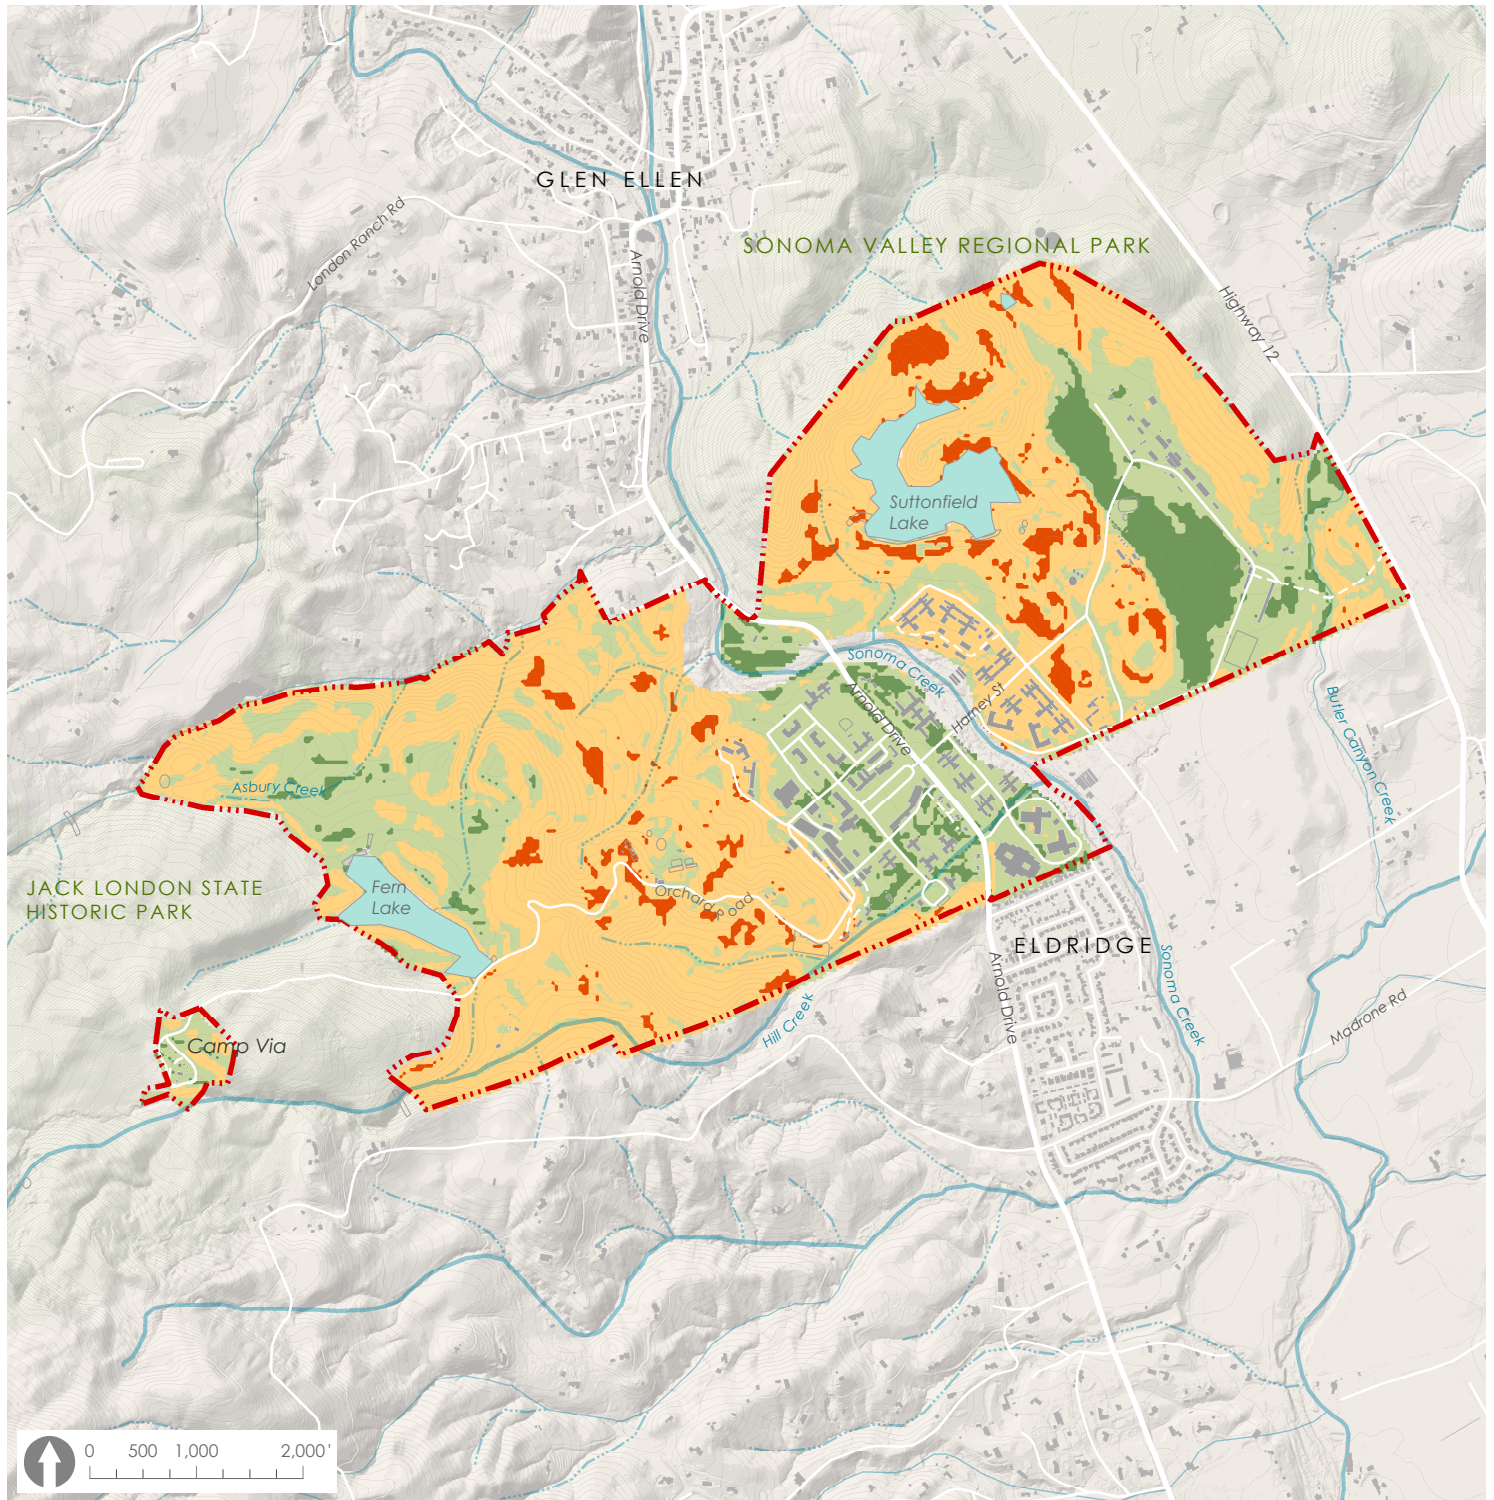 GLEN ELLEN
London Ranch Rd
Arnold Drive
SONOMA VALLEY REGIONAL PARK
Highway 12
Suttonfield
Lake
Sonoma Creek
Arnold Drive
Harney St
Butler Canyon Creek
Asbury Creek
JACK LONDON STATE
HISTORIC PARK
Fern
Lake
Orchard Road
ELDRIDGE
Arnold Drive
Sonoma Creek
Hill Creek
Madrone Rd
Camp Via
0 500 1,000 2,000'